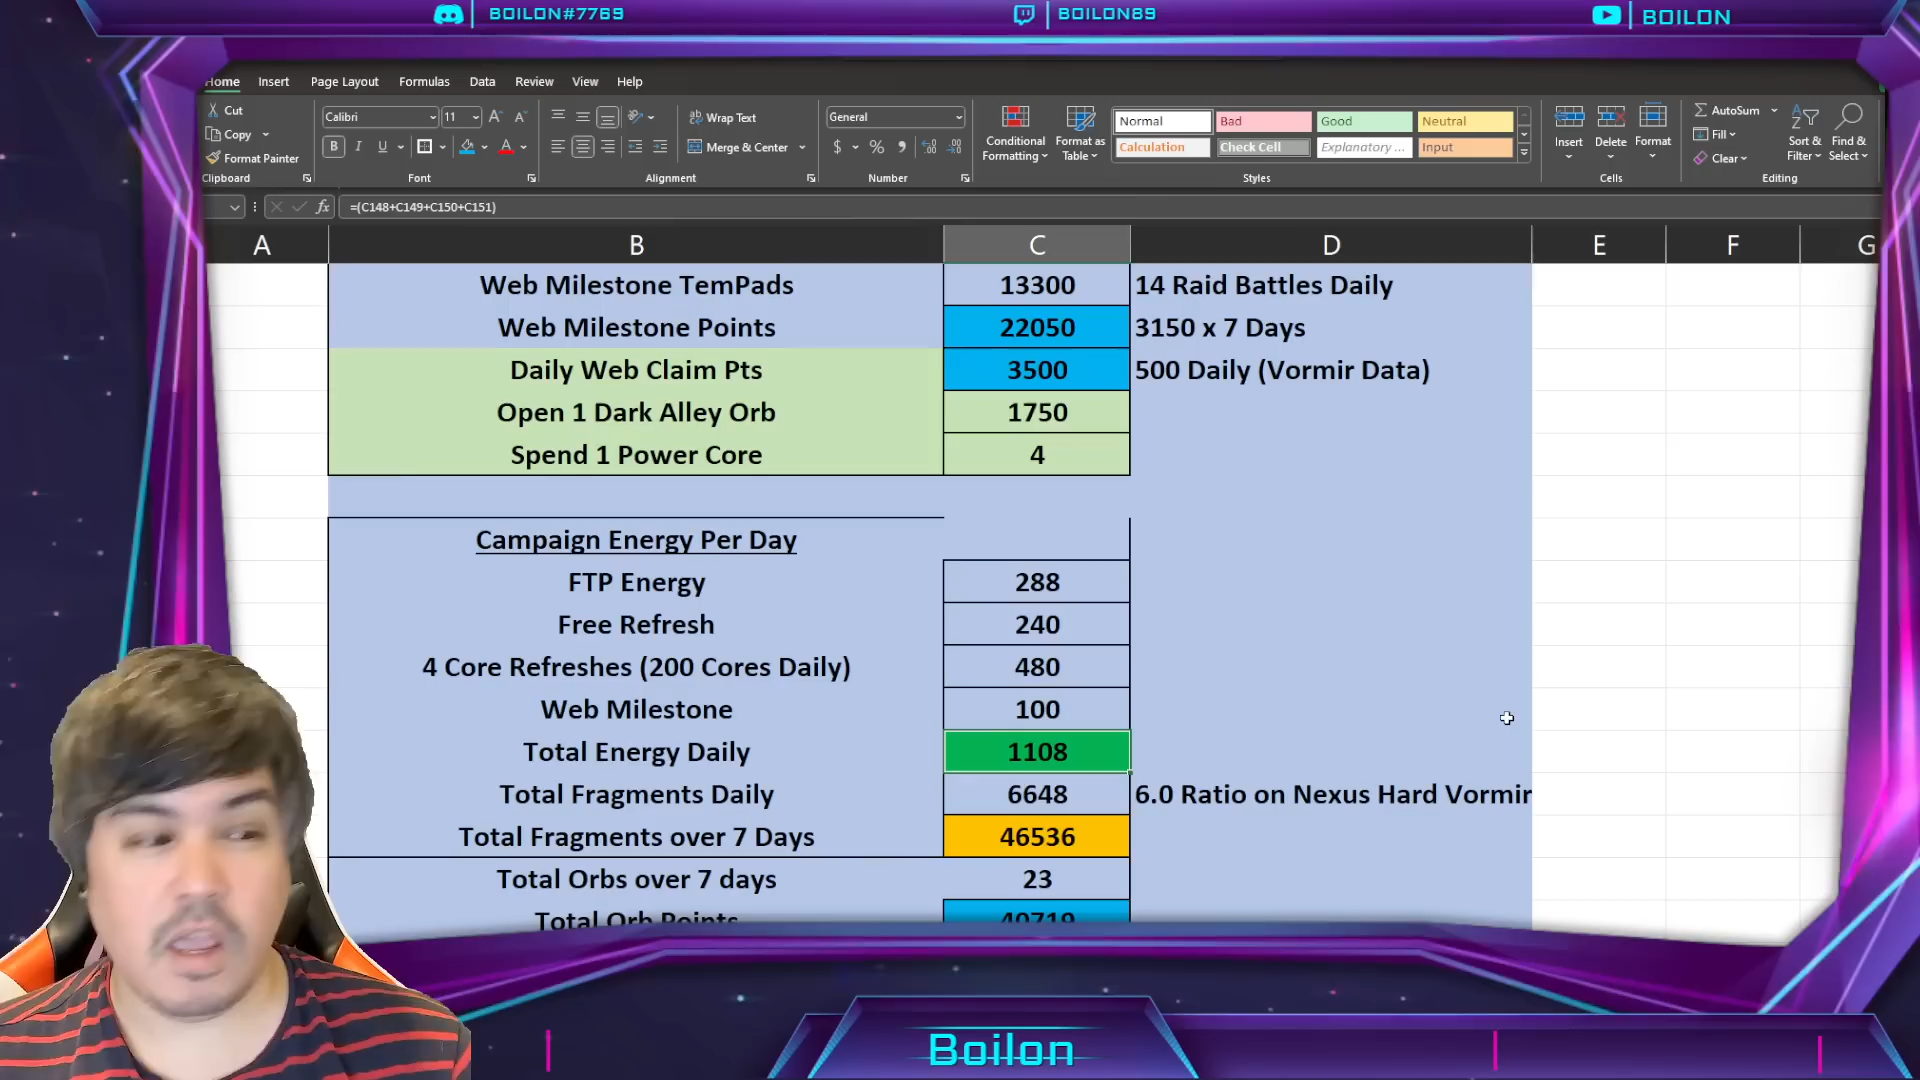 BOILON#7769
BOILON89
BOILON
Home Insert Page Layout Formulas Data Review View Help
Cut
Copy
Format Painter
Clipboard
Calibri 11
B I U
Font
Wrap Text
Merge & Center
Alignment
General
$ % 9
Number
Conditional Formatting
Format as Table
Normal Bad Good Neutral
Calculation Check Cell Explanatory ... Input
Styles
Insert Delete Format
Cells
AutoSum
Fill
Clear
Sort & Filter
Find & Select
Editing
fx =(C148+C149+C150+C151)
A B C D E F G
Web Milestone TemPads 13300 14 Raid Battles Daily
Web Milestone Points 22050 3150 x 7 Days
Daily Web Claim Pts 3500 500 Daily (Vormir Data)
Open 1 Dark Alley Orb 1750
Spend 1 Power Core 4
Campaign Energy Per Day
FTP Energy 288
Free Refresh 240
4 Core Refreshes (200 Cores Daily) 480
Web Milestone 100
Total Energy Daily 1108
Total Fragments Daily 6648 6.0 Ratio on Nexus Hard Vormir
Total Fragments over 7 Days 46536
Total Orbs over 7 days 23
Total Orb Points 40719
Boilon